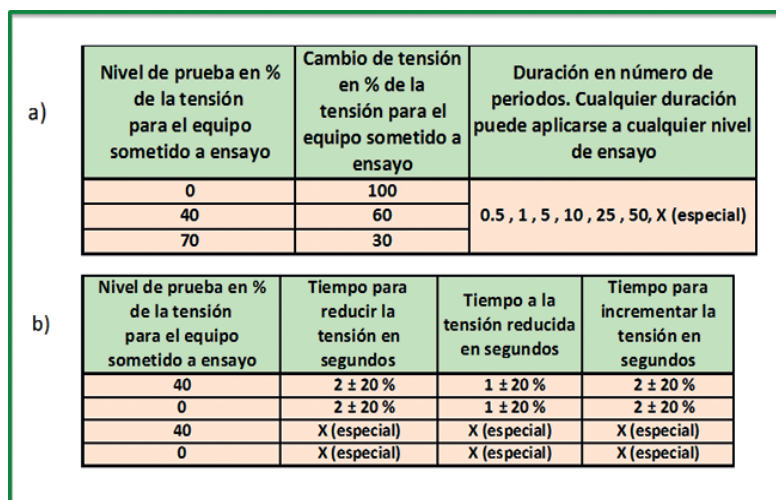 a)
Nivel de prueba en %
de la tensión
para el equipo
sometido a ensayo
Cambio de tensión
en % de la
tensión para el
equipo sometido a
ensayo
Duración en número de
periodos. Cualquier duración
puede aplicarse a cualquier nivel
de ensayo
0
100
0.5 , 1 , 5 , 10 , 25 , 50, X (especial)
40
60
70
30
b)
Nivel de prueba en %
de la tensión
para el equipo
sometido a ensayo
Tiempo para
reducir la
tensión en
segundos
Tiempo a la
tensión reducida
en segundos
Tiempo para
incrementar la
tensión en
segundos
40
2 ± 20 %
1 ± 20 %
2 ± 20 %
0
2 ± 20 %
1 ± 20 %
2 ± 20 %
40
X (especial)
X (especial)
X (especial)
0
X (especial)
X (especial)
X (especial)